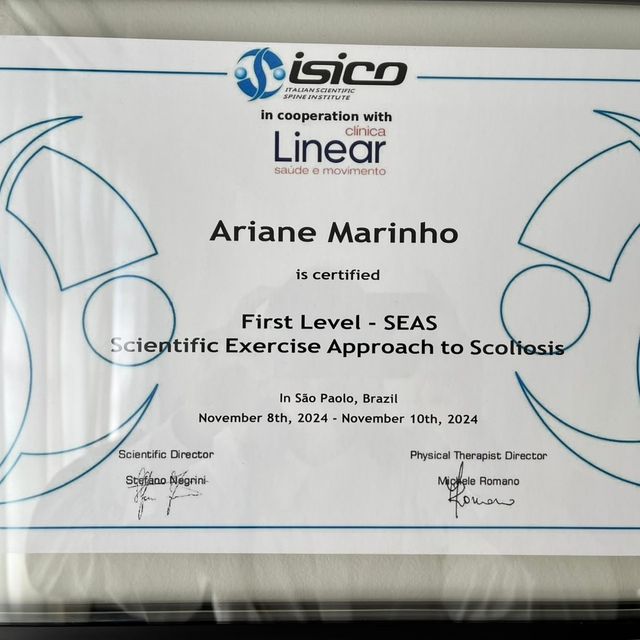 isico
ITALIAN SCIENTIFIC
SPINE INSTITUTE
in cooperation with
clínica
Linear
saúde e movimento
Ariane Marinho
is certified
First Level - SEAS
Scientific Exercise Approach to Scoliosis
In São Paolo, Brazil
November 8th, 2024 - November 10th, 2024
Scientific Director
Stefano Negrini
Physical Therapist Director
Michele Romano
Romano